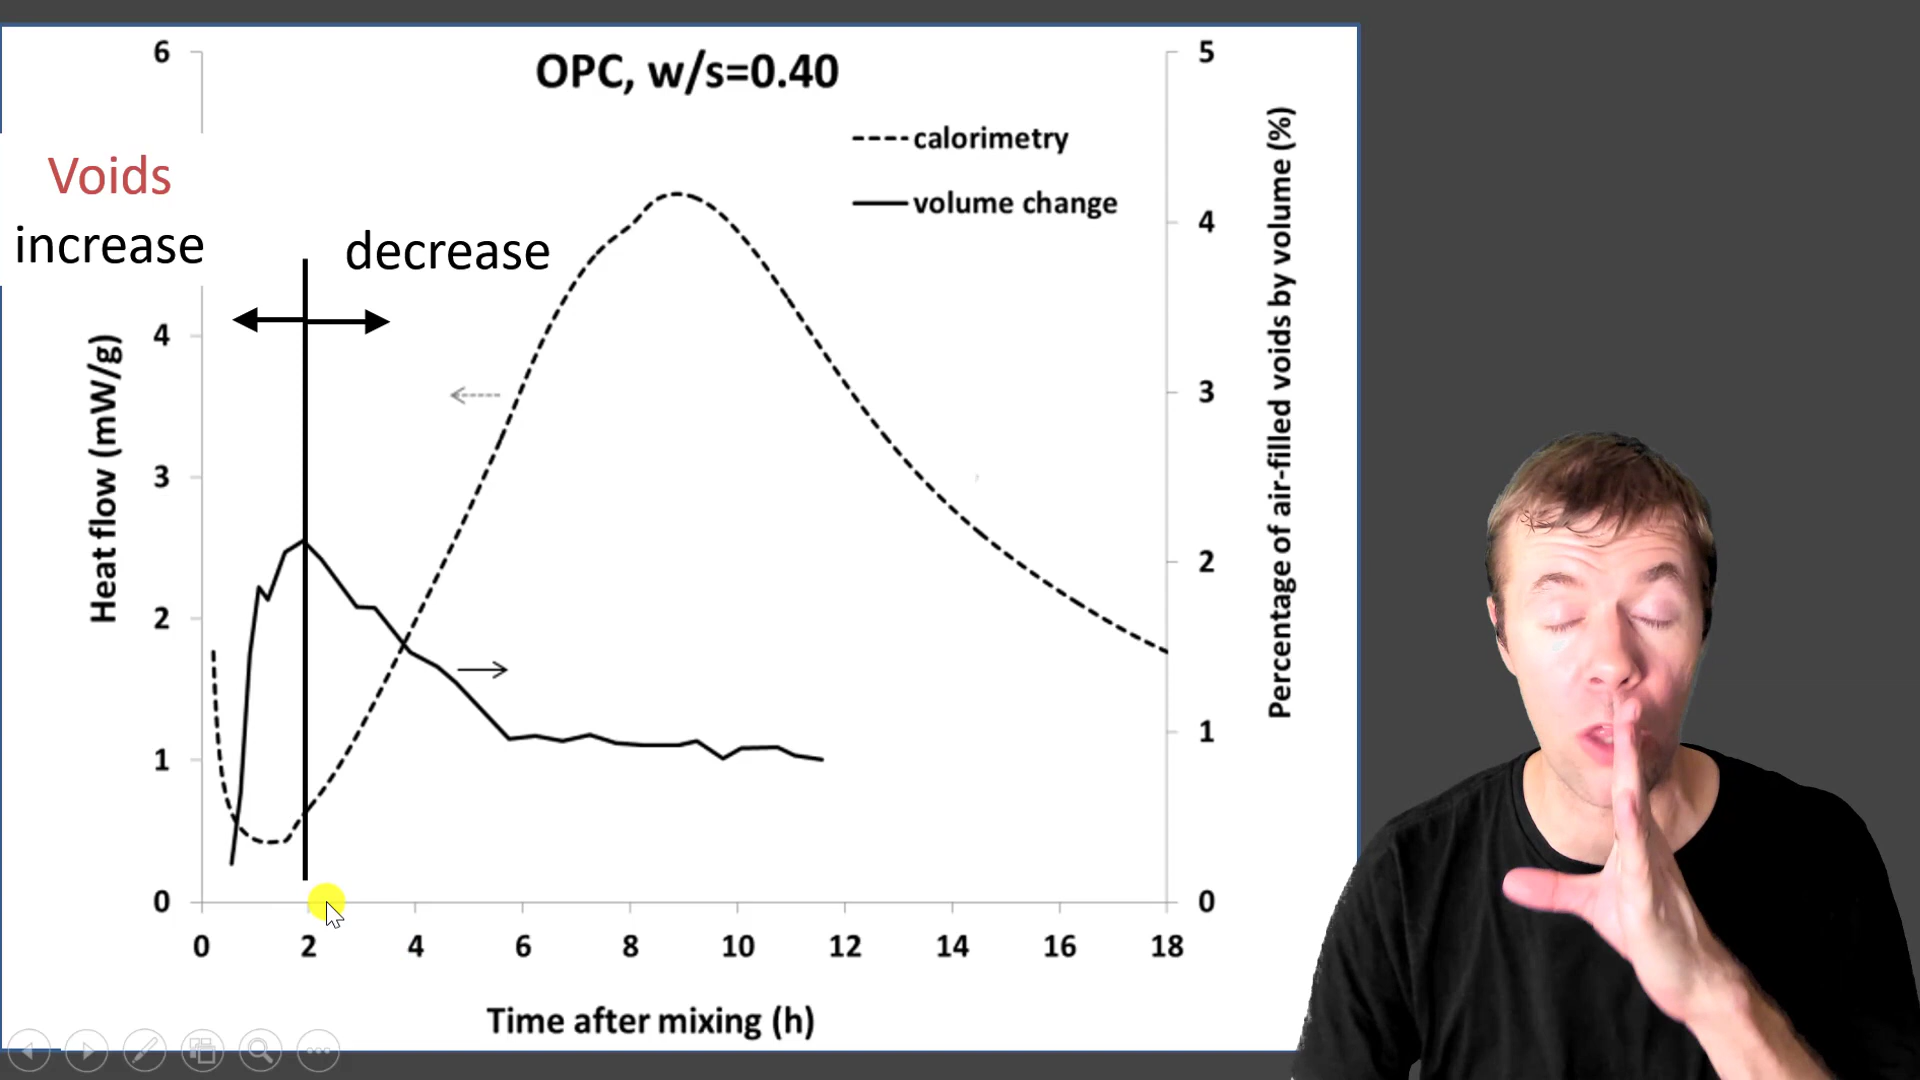 OPC, w/s=0.40
calorimetry
volume change
Voids
increase
decrease
Heat flow (mW/g)
6
4
3
2
1
0
5
4
3
2
1
0
Percentage of air-filled voids by volume (%)
0 2 4 6 8 10 12 14 16 18
Time after mixing (h)